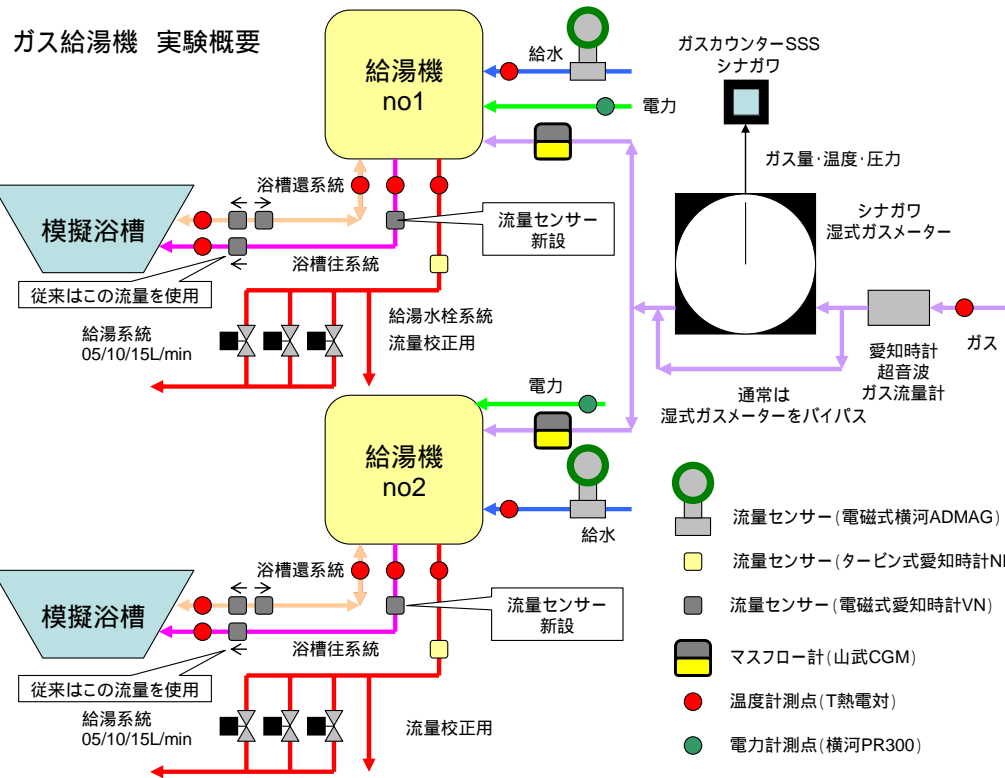 ガス給湯機 実験概要
給湯機
no1
給水
電力
ガスカウンターSSS
シナガワ
ガス量・温度・圧力
シナガワ
湿式ガスメーター
浴槽還系統
模擬浴槽
流量センサー
新設
浴槽往系統
従来はこの流量を使用
給湯系統
05/10/15L/min
給湯水栓系統
流量校正用
ガス
愛知時計
超音波
ガス流量計
通常は
湿式ガスメーターをバイパス
電力
給湯機
no2
給水
浴槽還系統
模擬浴槽
流量センサー
新設
浴槽往系統
従来はこの流量を使用
給湯系統
05/10/15L/min
流量校正用
流量センサー(電磁式横河ADMAG)
流量センサー(タービン式愛知時計N
流量センサー(電磁式愛知時計VN)
マスフロー計(山武CGM)
温度計測点(T熱電対)
電力計測点(横河PR300)